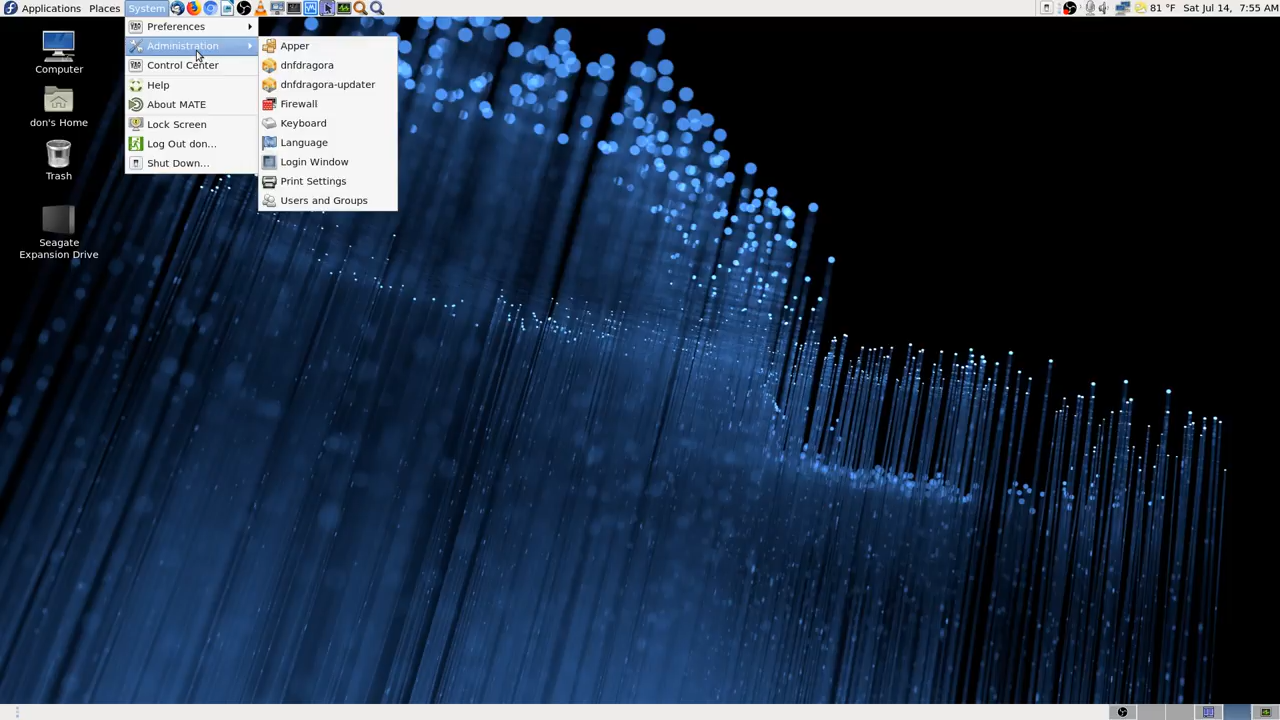 Applications Places System
81 °F Sat Jul 14, 7:55 AM
Computer
don's Home
Trash
Seagate
Expansion Drive
Preferences
Administration
Control Center
Help
About MATE
Lock Screen
Log Out don...
Shut Down...
Apper
dnfdragora
dnfdragora-updater
Firewall
Keyboard
Language
Login Window
Print Settings
Users and Groups